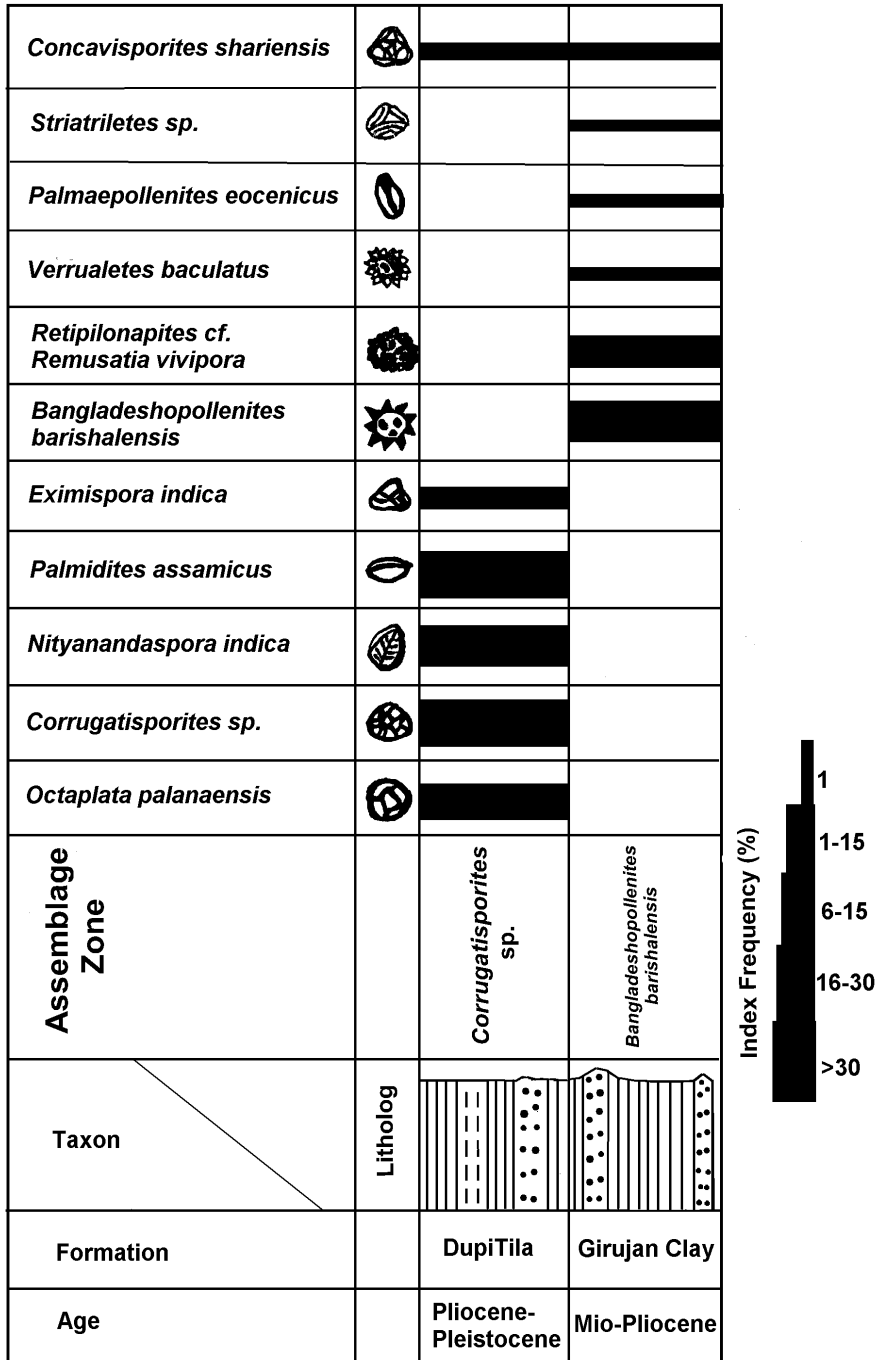 Concavisporites shariensis
Striatriletes sp.
Palmaepollenites eocenicus
Verrualetes baculatus
Retipilonapites cf.
Remusatia vivipora
Bangladeshopollenites
barishalensis
Eximispora indica
Palmidites assamicus
Nityanandaspora indica
Corrugatisporites sp.
Octaplata palanaensis
Assemblage
Zone
Corrugatisporites
sp.
Bangladeshopollenites
barishalensis
Index Frequency (%)
1
1-15
6-15
16-30
>30
Taxon
Litholog
Formation
DupiTila
Girujan Clay
Age
Pliocene-
Pleistocene
Mio-Pliocene